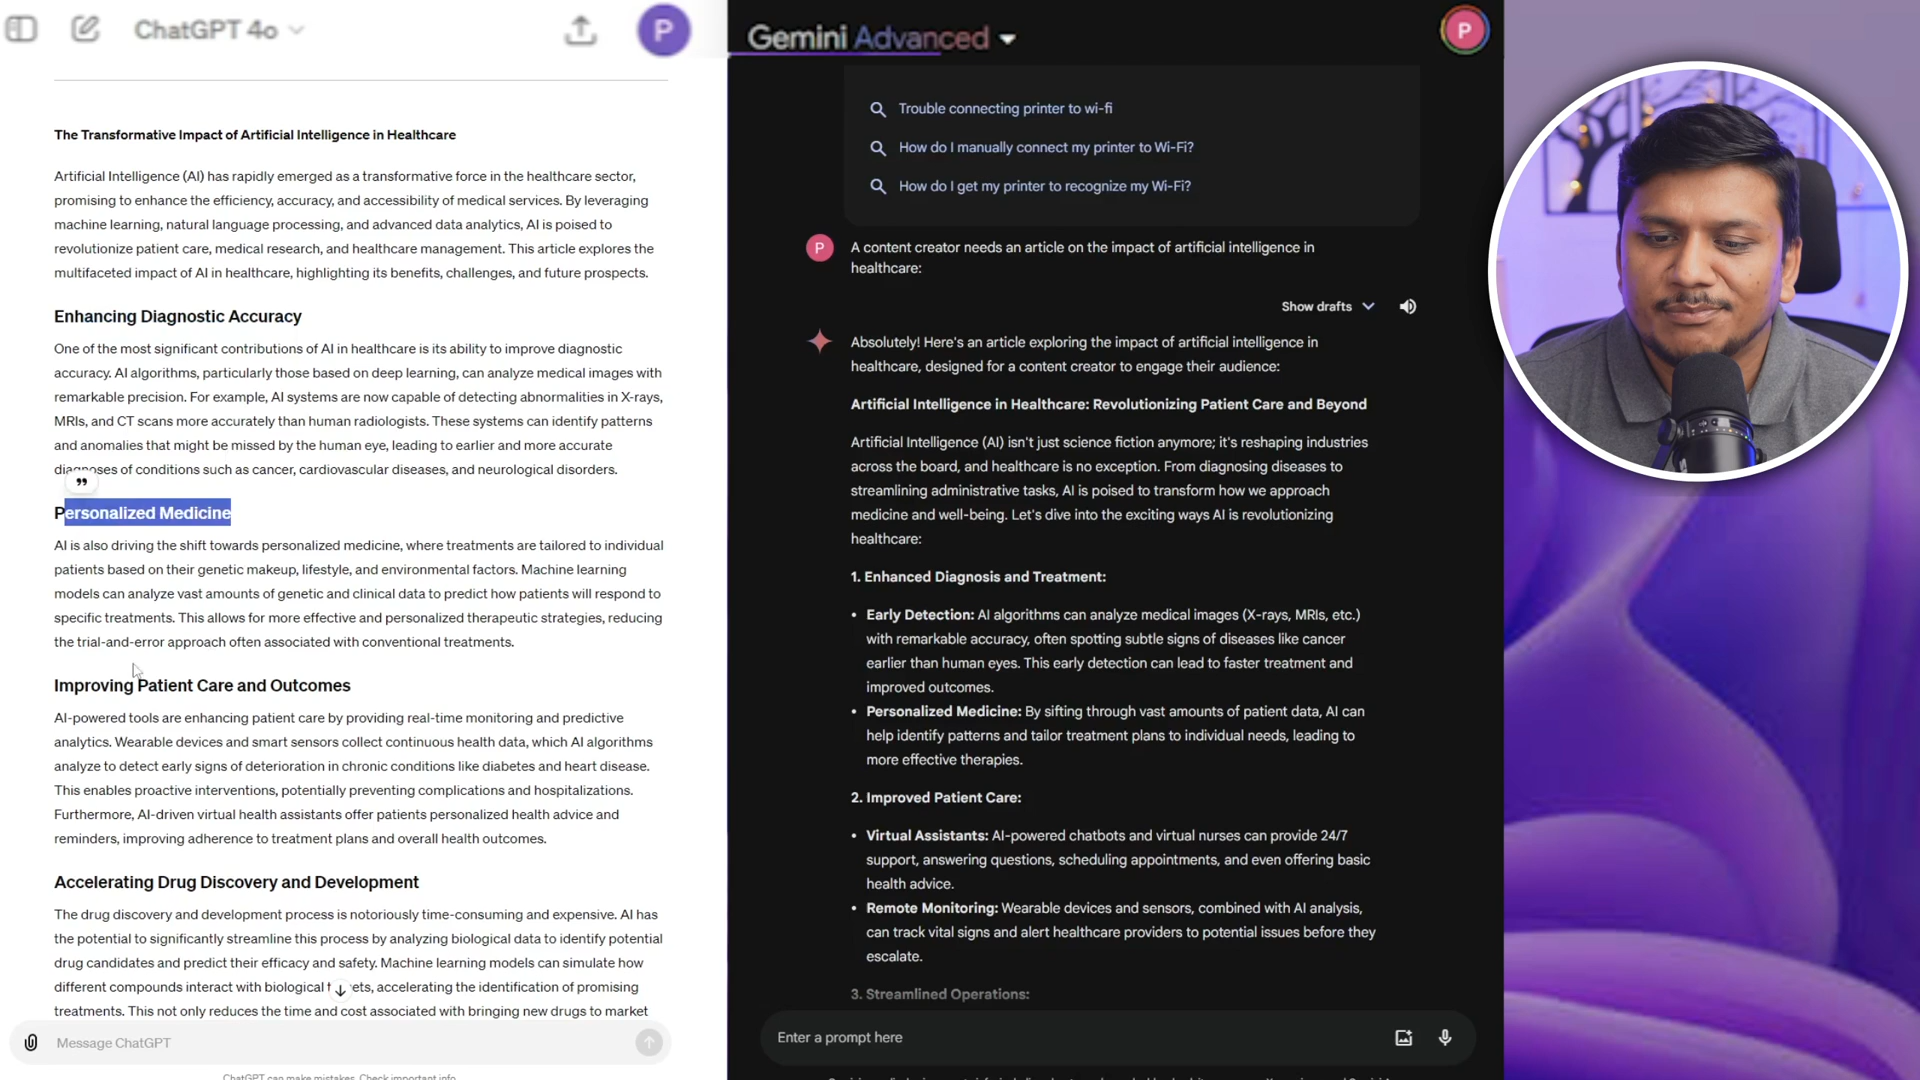 ChatGPT 4o
P
The Transformative Impact of Artificial Intelligence in Healthcare
Artificial Intelligence (AI) has rapidly emerged as a transformative force in the healthcare sector,
promising to enhance the efficiency, accuracy, and accessibility of medical services. By leveraging
machine learning, natural language processing, and advanced data analytics, AI is poised to
revolutionize patient care, medical research, and healthcare management. This article explores the
multifaceted impact of AI in healthcare, highlighting its benefits, challenges, and future prospects.
Enhancing Diagnostic Accuracy
One of the most significant contributions of AI in healthcare is its ability to improve diagnostic
accuracy. AI algorithms, particularly those based on deep learning, can analyze medical images with
remarkable precision. For example, AI systems are now capable of detecting abnormalities in X-rays,
MRIs, and CT scans more accurately than human radiologists. These systems can identify patterns
and anomalies that might be missed by the human eye, leading to earlier and more accurate
diagnoses of conditions such as cancer, cardiovascular diseases, and neurological disorders.
Personalized Medicine
AI is also driving the shift towards personalized medicine, where treatments are tailored to individual
patients based on their genetic makeup, lifestyle, and environmental factors. Machine learning
models can analyze vast amounts of genetic and clinical data to predict how patients will respond to
specific treatments. This allows for more effective and personalized therapeutic strategies, reducing
the trial-and-error approach often associated with conventional treatments.
Improving Patient Care and Outcomes
AI-powered tools are enhancing patient care by providing real-time monitoring and predictive
analytics. Wearable devices and smart sensors collect continuous health data, which AI algorithms
analyze to detect early signs of deterioration in chronic conditions like diabetes and heart disease.
This enables proactive interventions, potentially preventing complications and hospitalizations.
Furthermore, AI-driven virtual health assistants offer patients personalized health advice and
reminders, improving adherence to treatment plans and overall health outcomes.
Accelerating Drug Discovery and Development
The drug discovery and development process is notoriously time-consuming and expensive. AI has
the potential to significantly streamline this process by analyzing biological data to identify potential
drug candidates and predict their efficacy and safety. Machine learning models can simulate how
different compounds interact with biological targets, accelerating the identification of promising
treatments. This not only reduces the time and cost associated with bringing new drugs to market
Message ChatGPT
ChatGPT can make mistakes. Check important info.
Gemini Advanced
P
Trouble connecting printer to wi-fi
How do I manually connect my printer to Wi-Fi?
How do I get my printer to recognize my Wi-Fi?
P
A content creator needs an article on the impact of artificial intelligence in
healthcare:
Show drafts
Absolutely! Here's an article exploring the impact of artificial intelligence in
healthcare, designed for a content creator to engage their audience:
Artificial Intelligence in Healthcare: Revolutionizing Patient Care and Beyond
Artificial Intelligence (AI) isn't just science fiction anymore; it's reshaping industries
across the board, and healthcare is no exception. From diagnosing diseases to
streamlining administrative tasks, AI is poised to transform how we approach
medicine and well-being. Let's dive into the exciting ways AI is revolutionizing
healthcare:
1. Enhanced Diagnosis and Treatment:
• Early Detection: AI algorithms can analyze medical images (X-rays, MRIs, etc.)
with remarkable accuracy, often spotting subtle signs of diseases like cancer
earlier than human eyes. This early detection can lead to faster treatment and
improved outcomes.
• Personalized Medicine: By sifting through vast amounts of patient data, AI can
help identify patterns and tailor treatment plans to individual needs, leading to
more effective therapies.
2. Improved Patient Care:
• Virtual Assistants: AI-powered chatbots and virtual nurses can provide 24/7
support, answering questions, scheduling appointments, and even offering basic
health advice.
• Remote Monitoring: Wearable devices and sensors, combined with AI analysis,
can track vital signs and alert healthcare providers to potential issues before they
escalate.
3. Streamlined Operations:
Enter a prompt here